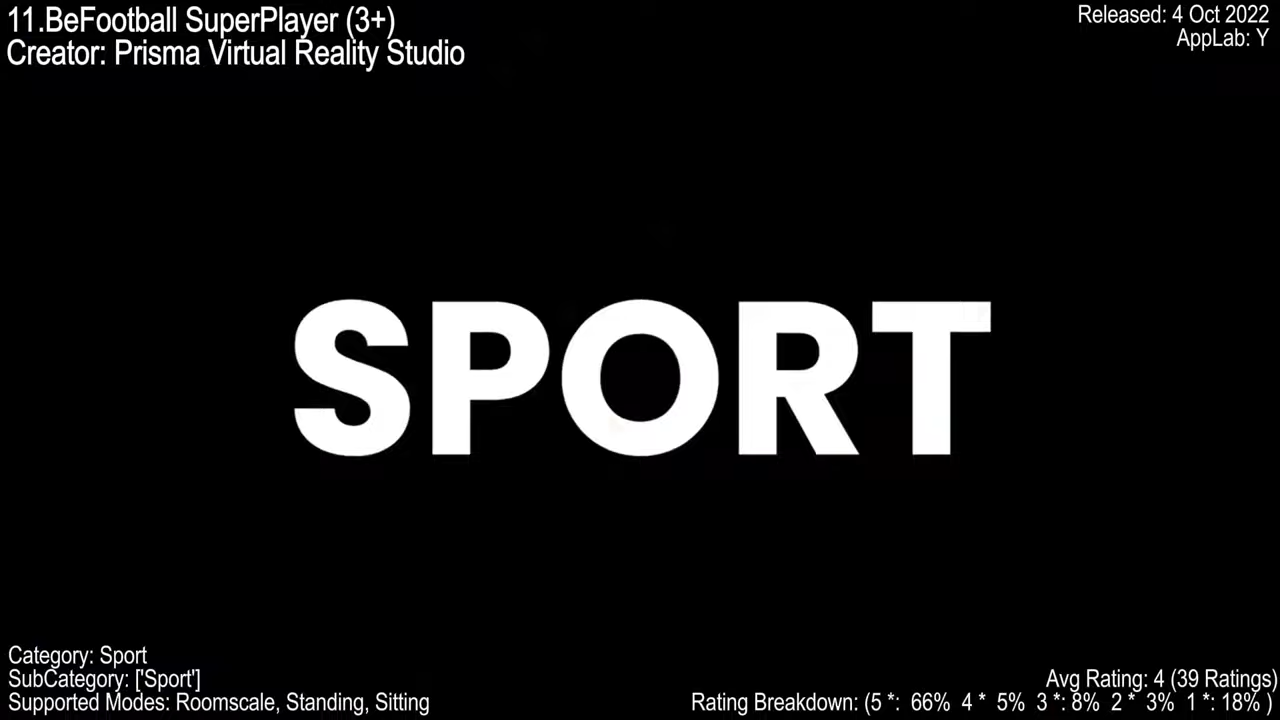 11.BeFootball SuperPlayer (3+)
Creator: Prisma Virtual Reality Studio
Released: 4 Oct 2022
AppLab: Y
SPORT
Category: Sport
SubCategory: ['Sport']
Supported Modes: Roomscale, Standing, Sitting
Avg Rating: 4 (39 Ratings)
Rating Breakdown: (5 *: 66% 4 * 5% 3 *: 8% 2 * 3% 1 *: 18% )